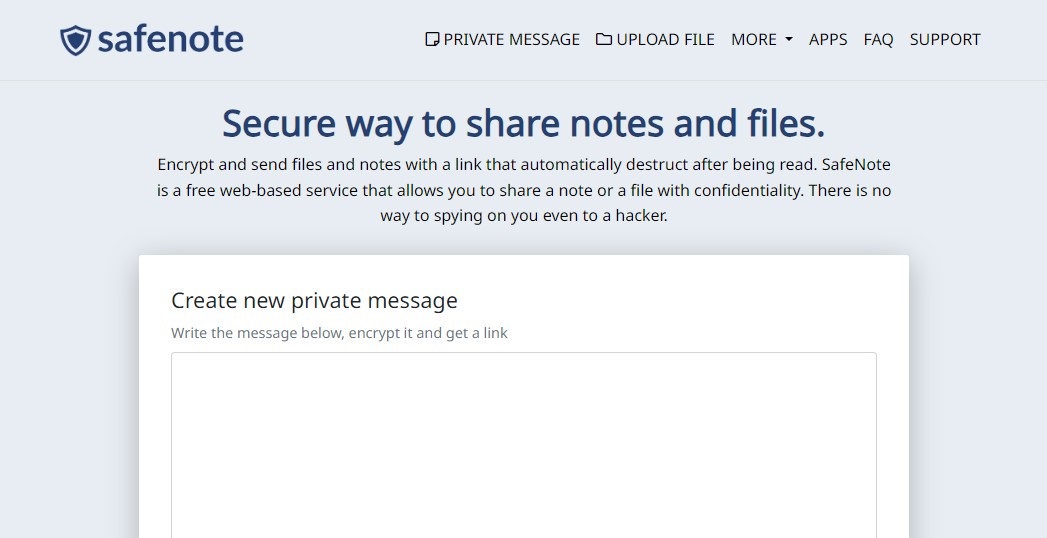 safenote
PRIVATE MESSAGE UPLOAD FILE MORE APPS FAQ SUPPORT
Secure way to share notes and files.
Encrypt and send files and notes with a link that automatically destruct after being read. SafeNote
is a free web-based service that allows you to share a note or a file with confidentiality. There is no
way to spying on you even to a hacker.
Create new private message
Write the message below, encrypt it and get a link